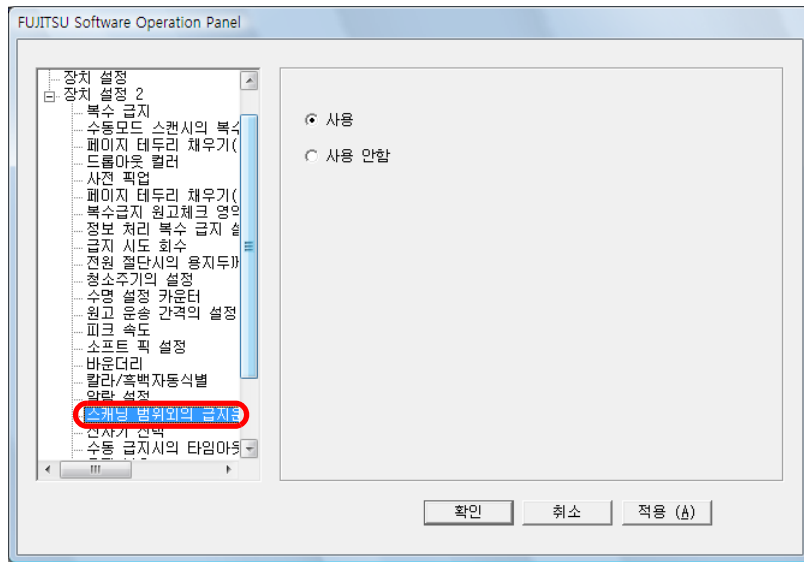 FUJITSU Software Operation Panel
장치 설정
장치 설정 2
복수 급지
수동모드 스캔시의 복수
페이지 테두리 채우기(
드롭아웃 컬러
사전 픽업
페이지 테두리 채우기(
복수급지 원고체크 영역
정보 처리 복수 급지 설
급지 시도 회수
전원 절단시의 용지두께
청소주기의 설정
수명 설정 카운터
원고 운송 간격의 설정
피크 속도
소프트 픽 설정
바운더리
칼라/흑백자동식별
알람 설정
스캐닝 범위외의 급지운
인자기 선택
수동 급지시의 타임아웃
사용
사용 안함
확인
취소
적용 (A)